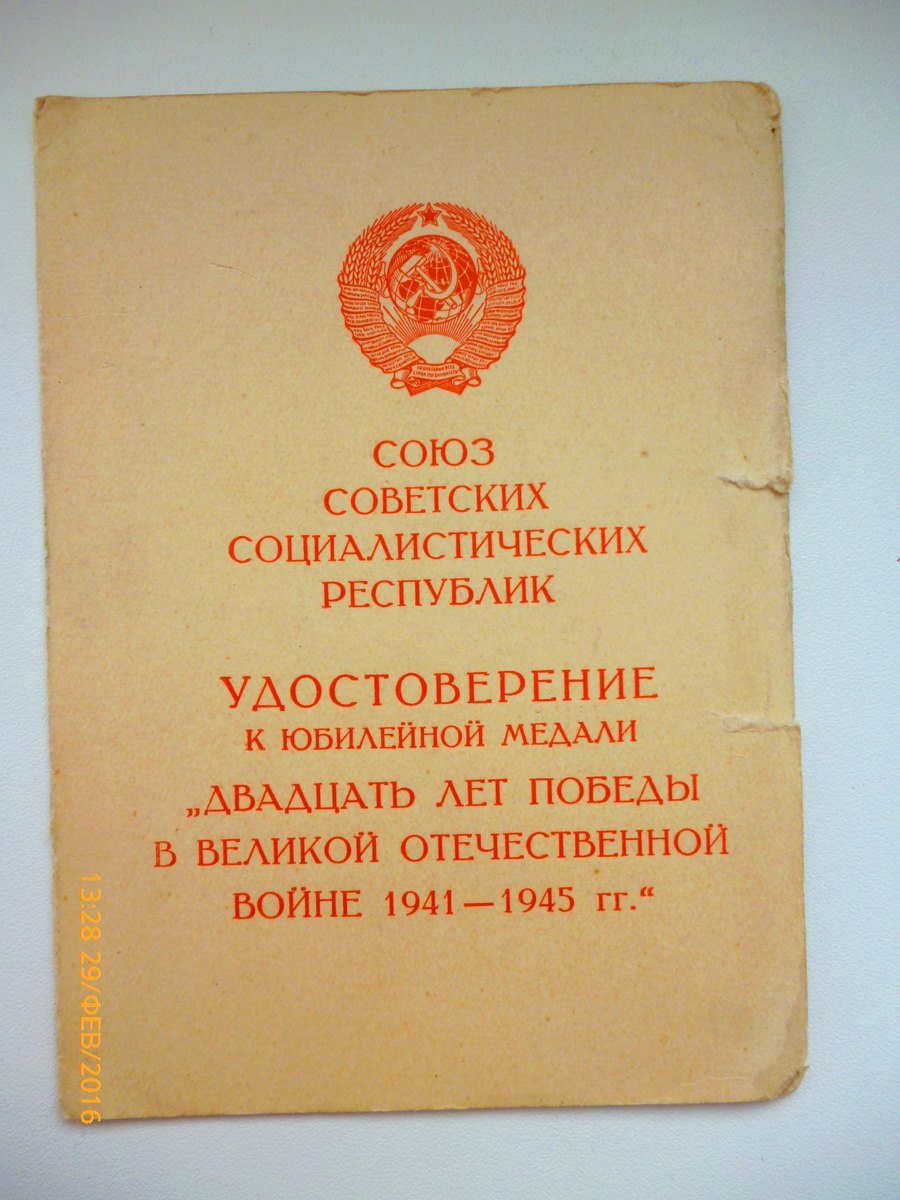 СОЮЗ
СОВЕТСКИХ
СОЦИАЛИСТИЧЕСКИХ
РЕСПУБЛИК
УДОСТОВЕРЕНИЕ
К ЮБИЛЕЙНОЙ МЕДАЛИ
„ДВАДЦАТЬ ЛЕТ ПОБЕДЫ
В ВЕЛИКОЙ ОТЕЧЕСТВЕННОЙ
ВОЙНЕ 1941—1945 гг.“
13:28 29/ФЕВ/2016